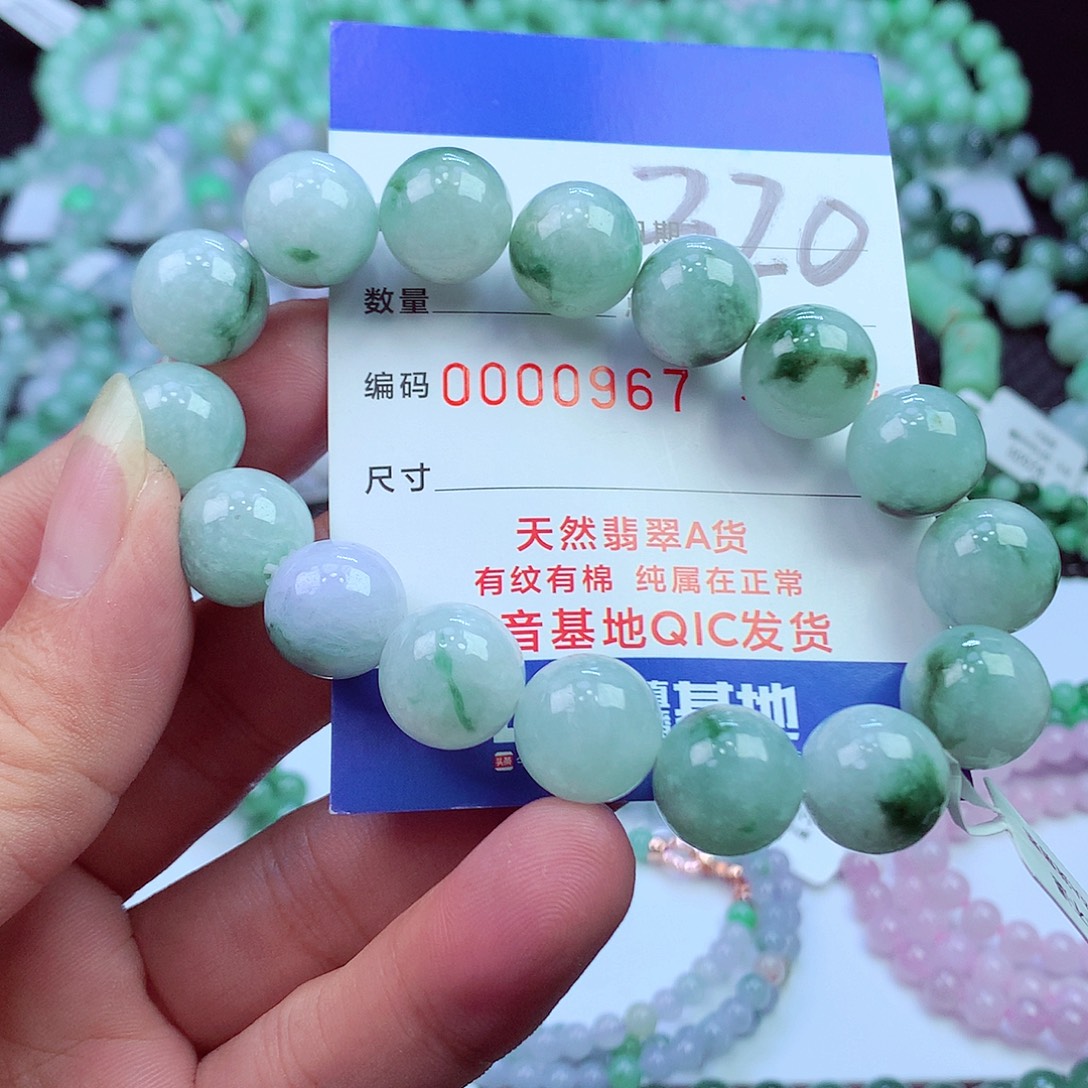 220
期
数量
编码 0000967
尺寸
天然翡翠A货
有纹有棉 纯属在正常
音基地QIC发货
基地